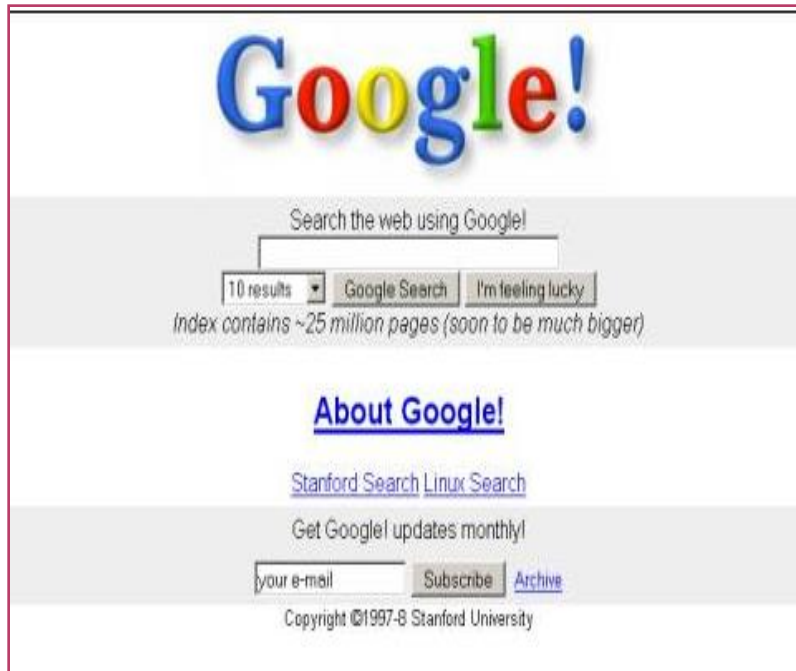 Google!
Search the web using Google!
10 results Google Search I'm feeling lucky
Index contains ~25 million pages (soon to be much bigger)
About Google!
Stanford Search Linux Search
Get Google! updates monthly!
your e-mail Subscribe Archive
Copyright ©1997-8 Stanford University